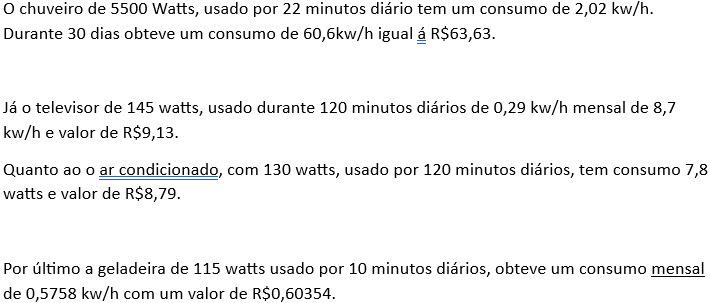 O chuveiro de 5500 Watts, usado por 22 minutos diário tem um consumo de 2,02 kw/h.
Durante 30 dias obteve um consumo de 60,6kw/h igual á R$63,63.
Já o televisor de 145 watts, usado durante 120 minutos diários de 0,29 kw/h mensal de 8,7
kw/h e valor de R$9,13.
Quanto ao o ar condicionado, com 130 watts, usado por 120 minutos diários, tem consumo 7,8
watts e valor de R$8,79.
Por último a geladeira de 115 watts usado por 10 minutos diários, obteve um consumo mensal
de 0,5758 kw/h com um valor de R$0,60354.